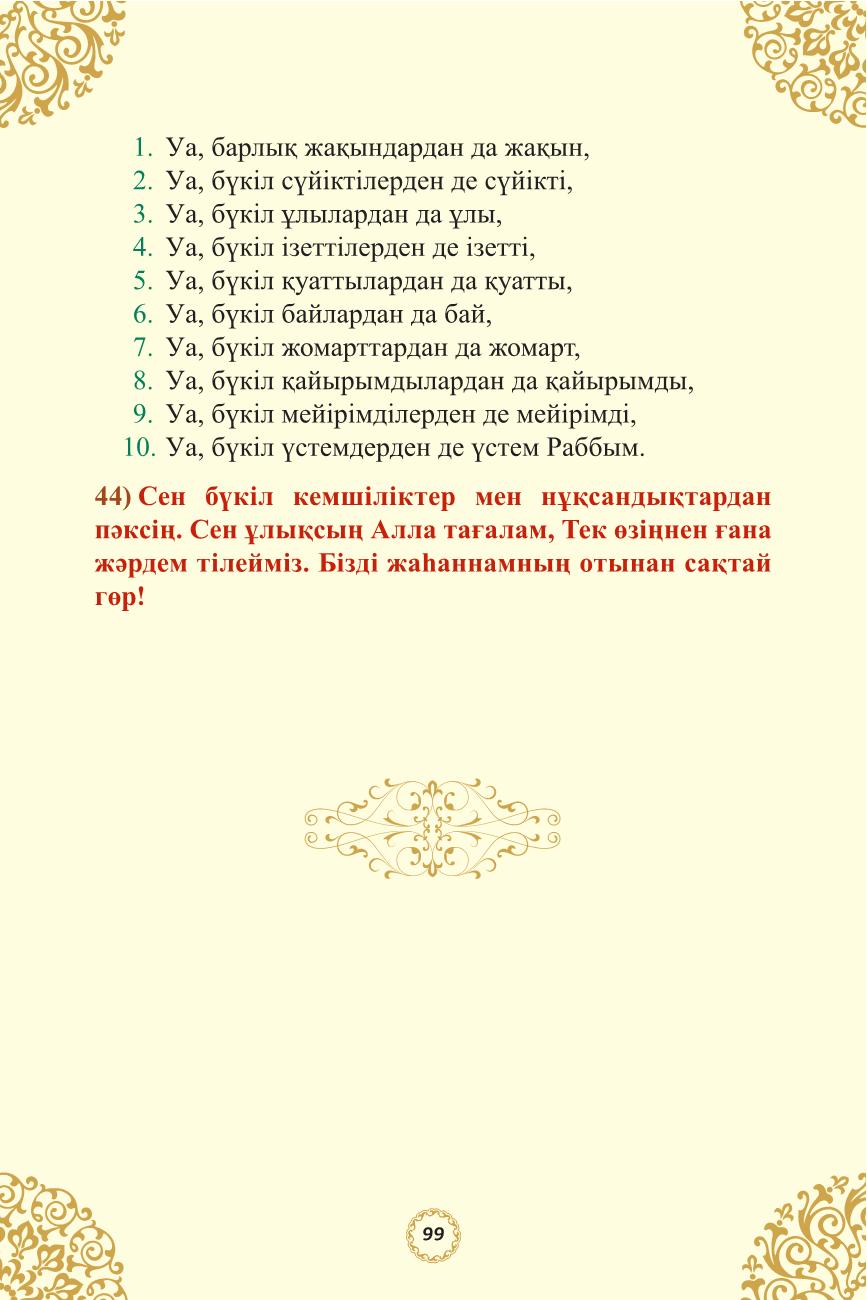 1. Уа, барлық жақындардан да жақын,
2. Уа, бүкіл сүйіктілерден де сүйікті,
3. Уа, бүкіл ұлылардан да ұлы,
4. Уа, бүкіл ізеттілерден де ізетті,
5. Уа, бүкіл қуаттылардан да қуатты,
6. Уа, бүкіл байлардан да бай,
7. Уа, бүкіл жомарттардан да жомарт,
8. Уа, бүкіл қайырымдылардан да қайырымды,
9. Уа, бүкіл мейірімділерден де мейірімді,
10. Уа, бүкіл үстемдерден де үстем Раббым.
44) Сен бүкіл кемшіліктер мен нұқсандықтардан
пәксің. Сен ұлықсың Алла тағалам, Тек өзіңнен ғана
жәрдем тілейміз. Бізді жаһаннамның отынан сақтай
гөр!
99